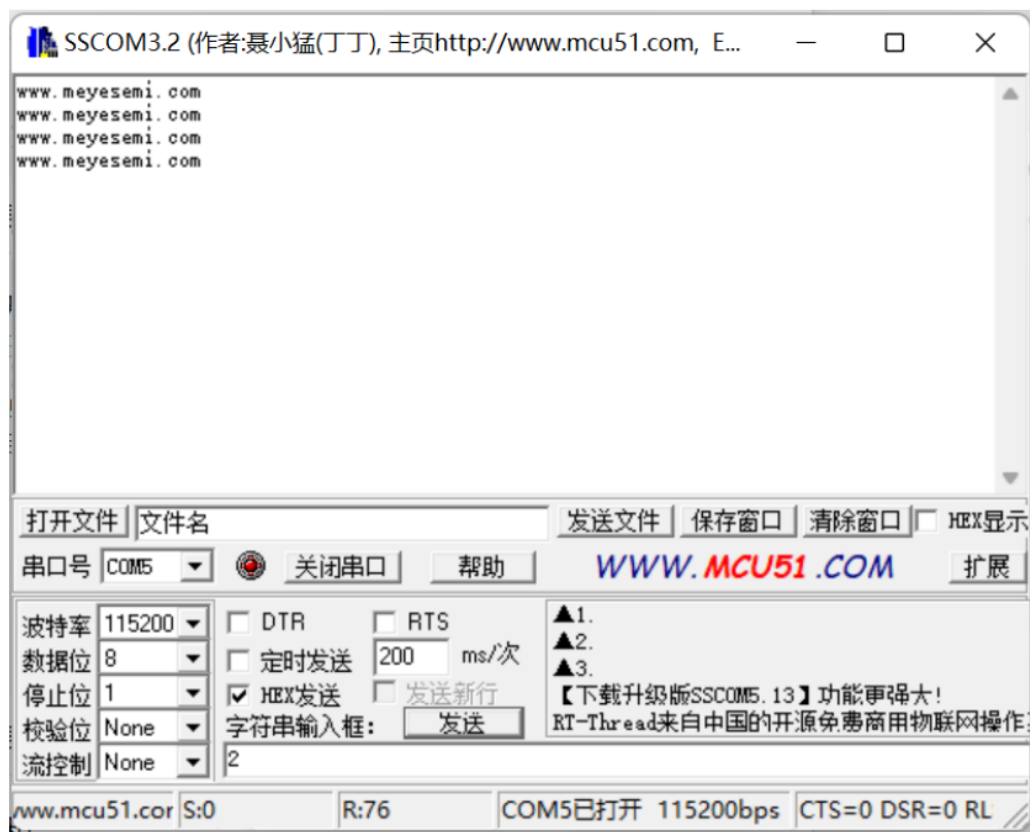 SSCOM3.2 (作者:聂小猛(丁丁), 主页http://www.mcu51.com, E...
www.meyesemi.com
www.meyesemi.com
www.meyesemi.com
www.meyesemi.com
打开文件 文件名 发送文件 保存窗口 清除窗口 HEX显示
串口号 COM5 关闭串口 帮助 WWW.MCU51.COM 扩展
波特率 115200 DTR RTS ▲1.
▲2.
数据位 8 定时发送 200 ms/次 ▲3.
停止位 1 HEX发送 发送新行 【下载升级版SSCOM5.13】功能更强大!
校验位 None 字符串输入框: 发送 RT-Thread来自中国的开源免费商用物联网操作
流控制 None 2
www.mcu51.cor S:0 R:76 COM5已打开 115200bps CTS=0 DSR=0 RL